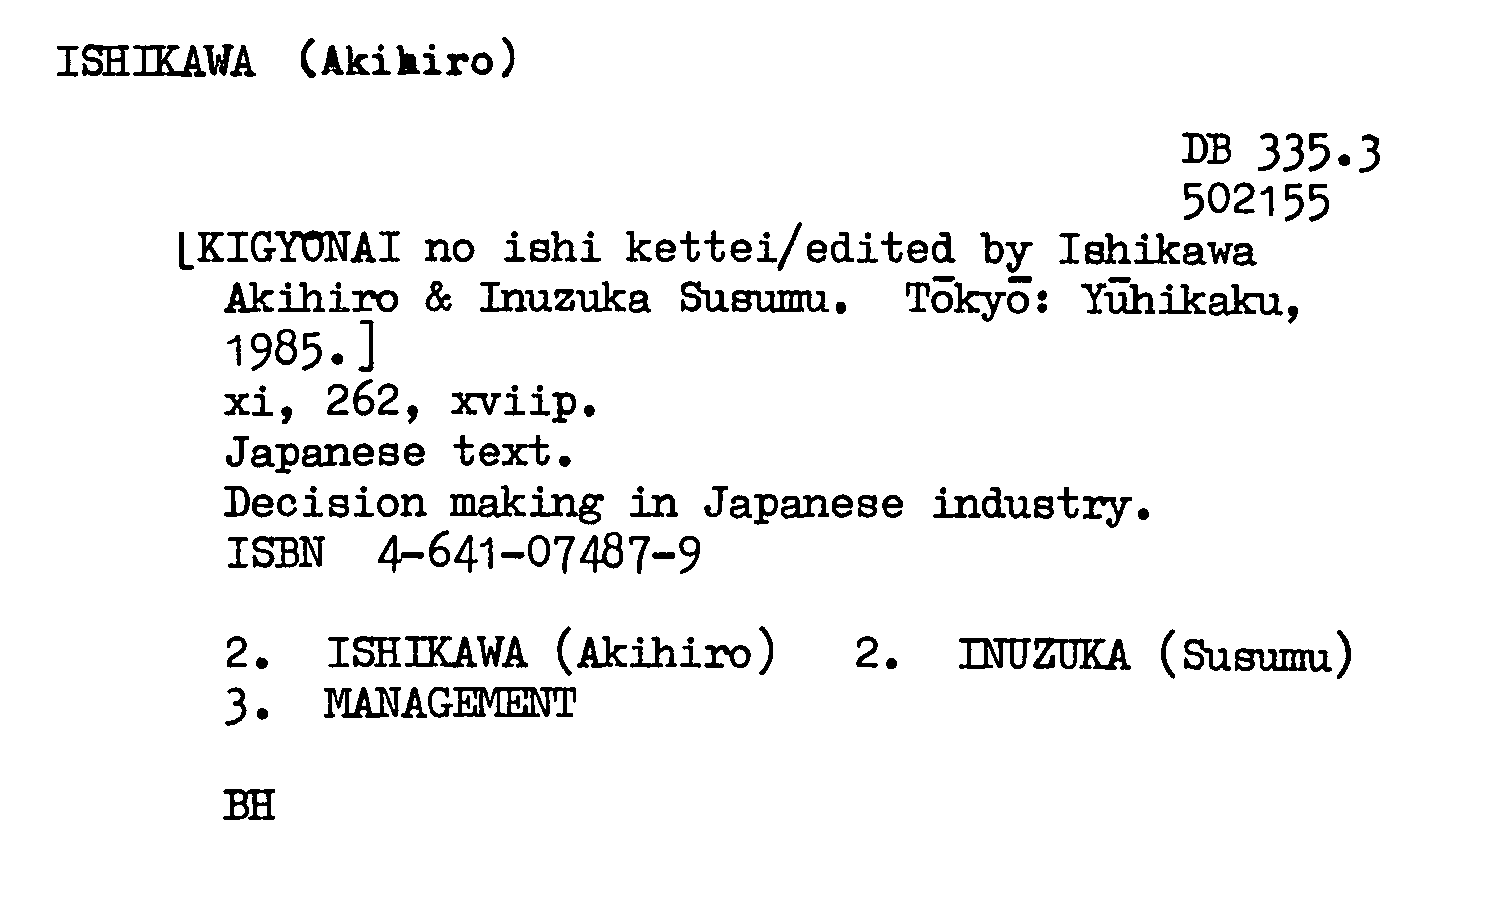 ISHIKAWA (Akihiro)
DB 335.3
502155
[KIGYŌNAI no ishi kettei/edited by Ishikawa
Akihiro & Inuzuka Susumu. Tōkyō: Yūhikaku,
1985.]
xi, 262, xviip.
Japanese text.
Decision making in Japanese industry.
ISBN 4-641-07487-9
2. ISHIKAWA (Akihiro) 2. INUZUKA (Susumu)
3. MANAGEMENT
BH